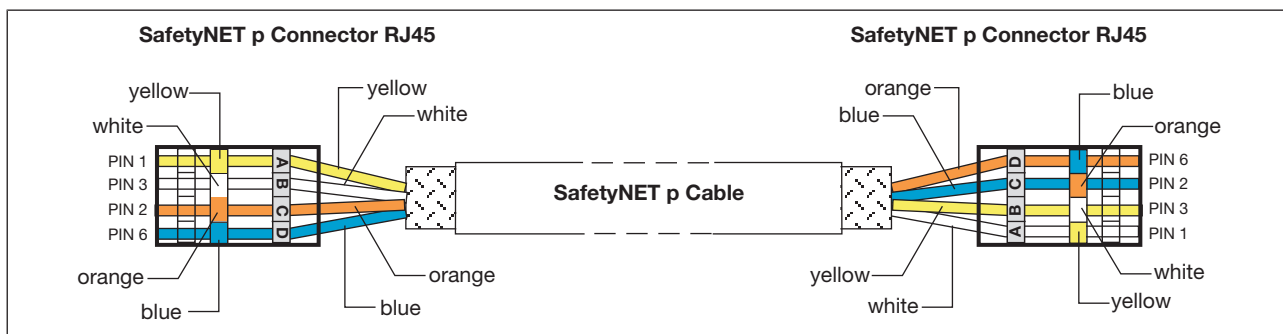 SafetyNET p Connector RJ45
SafetyNET p Connector RJ45
yellow
white
yellow
white
orange
blue
blue
orange
PIN 1
PIN 3
PIN 2
PIN 6
A
B
C
D
SafetyNET p Cable
D
C
B
A
PIN 6
PIN 2
PIN 3
PIN 1
orange
blue
orange
blue
yellow
white
white
yellow